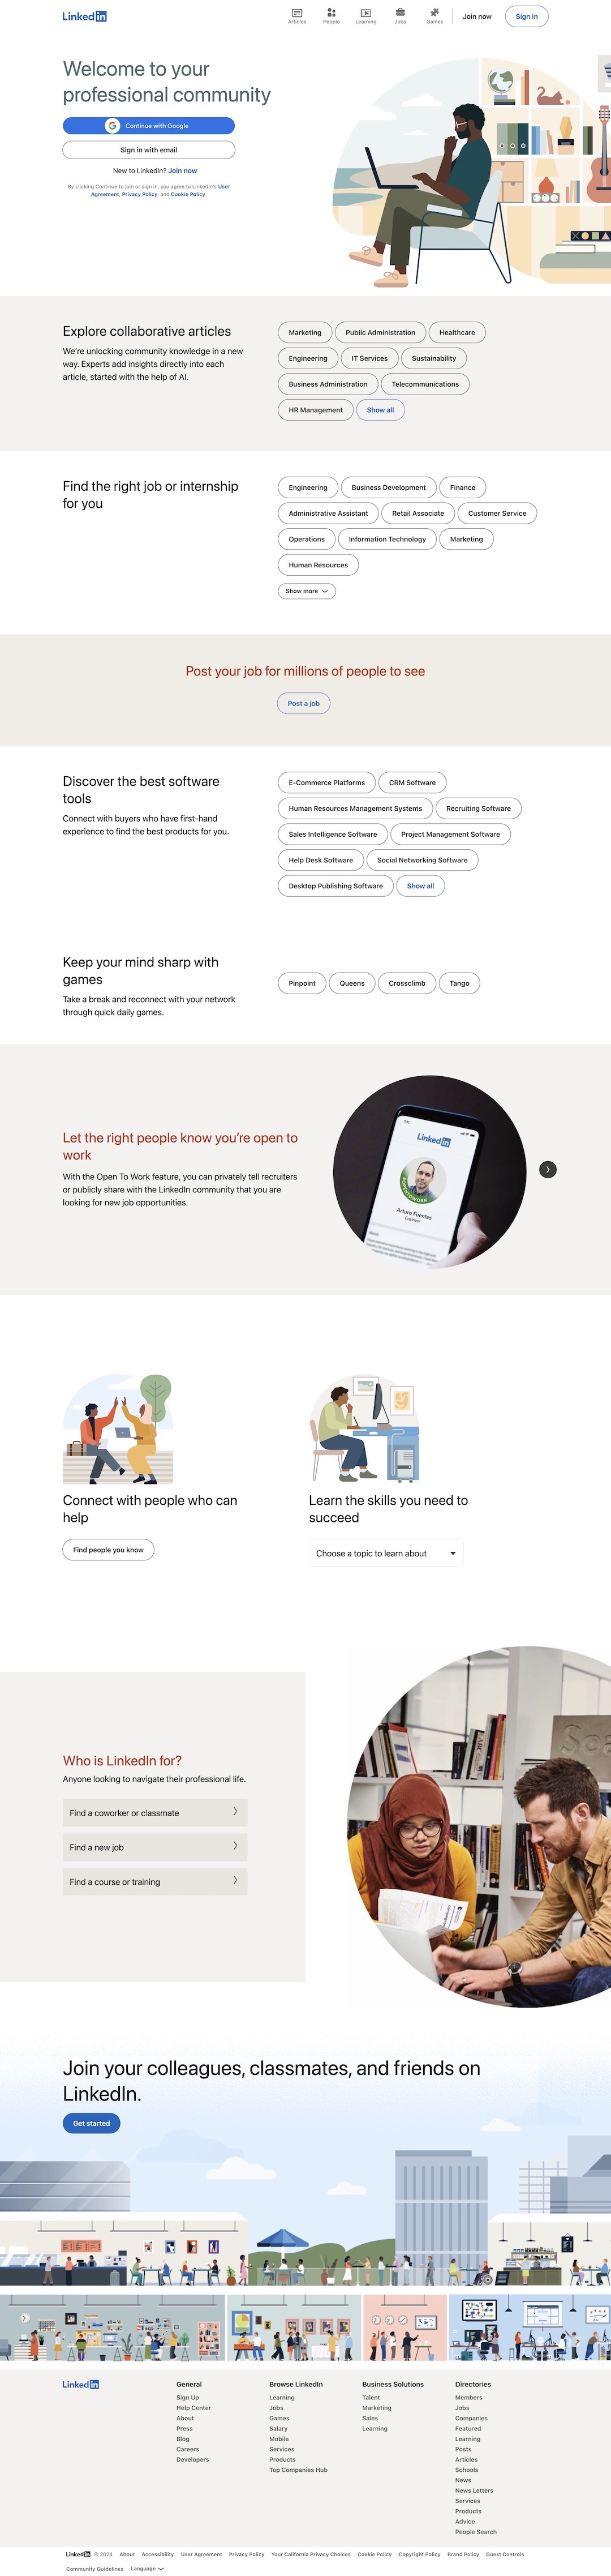 LinkedIn
Articles
People
Learning
Jobs
Games
Join now
Sign in
Welcome to your
professional community
Continue with Google
Sign in with email
New to LinkedIn? Join now
By clicking Continue to join or sign in, you agree to LinkedIn's User
Agreement, Privacy Policy, and Cookie Policy.
Explore collaborative articles
We're unlocking community knowledge in a new
way. Experts add insights directly into each
article, started with the help of AI.
Marketing
Public Administration
Healthcare
Engineering
IT Services
Sustainability
Business Administration
Telecommunications
HR Management
Show all
Find the right job or internship
for you
Engineering
Business Development
Finance
Administrative Assistant
Retail Associate
Customer Service
Operations
Information Technology
Marketing
Human Resources
Show more
Post your job for millions of people to see
Post a job
Discover the best software
tools
Connect with buyers who have first-hand
experience to find the best products for you.
E-Commerce Platforms
CRM Software
Human Resources Management Systems
Recruiting Software
Sales Intelligence Software
Project Management Software
Help Desk Software
Social Networking Software
Desktop Publishing Software
Show all
Keep your mind sharp with
games
Take a break and reconnect with your network
through quick daily games.
Pinpoint
Queens
Crossclimb
Tango
Let the right people know you're open to
work
With the Open To Work feature, you can privately tell recruiters
or publicly share with the LinkedIn community that you are
looking for new job opportunities.
LinkedIn
#OPENTOWORK
Arturo Fuentes
Engineer
Connect with people who can
help
Find people you know
Learn the skills you need to
succeed
Choose a topic to learn about
Who is LinkedIn for?
Anyone looking to navigate their professional life.
Find a coworker or classmate
Find a new job
Find a course or training
Join your colleagues, classmates, and friends on
LinkedIn.
Get started
LinkedIn
General
Sign Up
Help Center
About
Press
Blog
Careers
Developers
Browse LinkedIn
Learning
Jobs
Games
Salary
Mobile
Services
Products
Top Companies Hub
Business Solutions
Talent
Marketing
Sales
Learning
Directories
Members
Jobs
Companies
Featured
Learning
Posts
Articles
Schools
News
News Letters
Services
Products
Advice
People Search
LinkedIn © 2024 About Accessibility User Agreement Privacy Policy Your California Privacy Choices Cookie Policy Copyright Policy Brand Policy Guest Controls
Community Guidelines Language